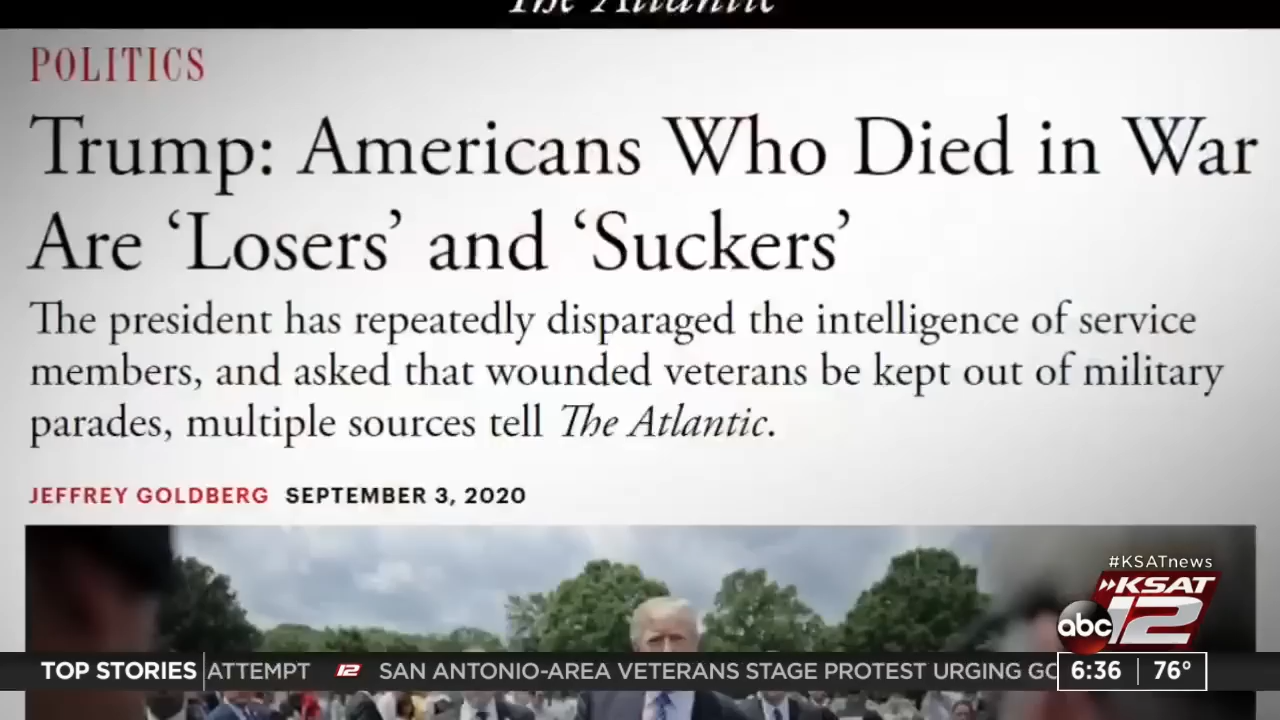 The Atlantic
POLITICS
Trump: Americans Who Died in War
Are ‘Losers’ and ‘Suckers’
The president has repeatedly disparaged the intelligence of service
members, and asked that wounded veterans be kept out of military
parades, multiple sources tell The Atlantic.
JEFFREY GOLDBERG SEPTEMBER 3, 2020
#KSATnews
KSAT
abc 12
TOP STORIES ATTEMPT 12 SAN ANTONIO-AREA VETERANS STAGE PROTEST URGING GO 6:36 76°